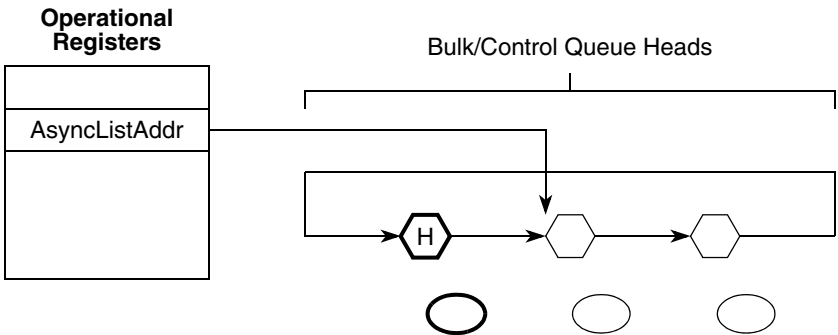 Operational
Registers
Bulk/Control Queue Heads
AsyncListAddr
H